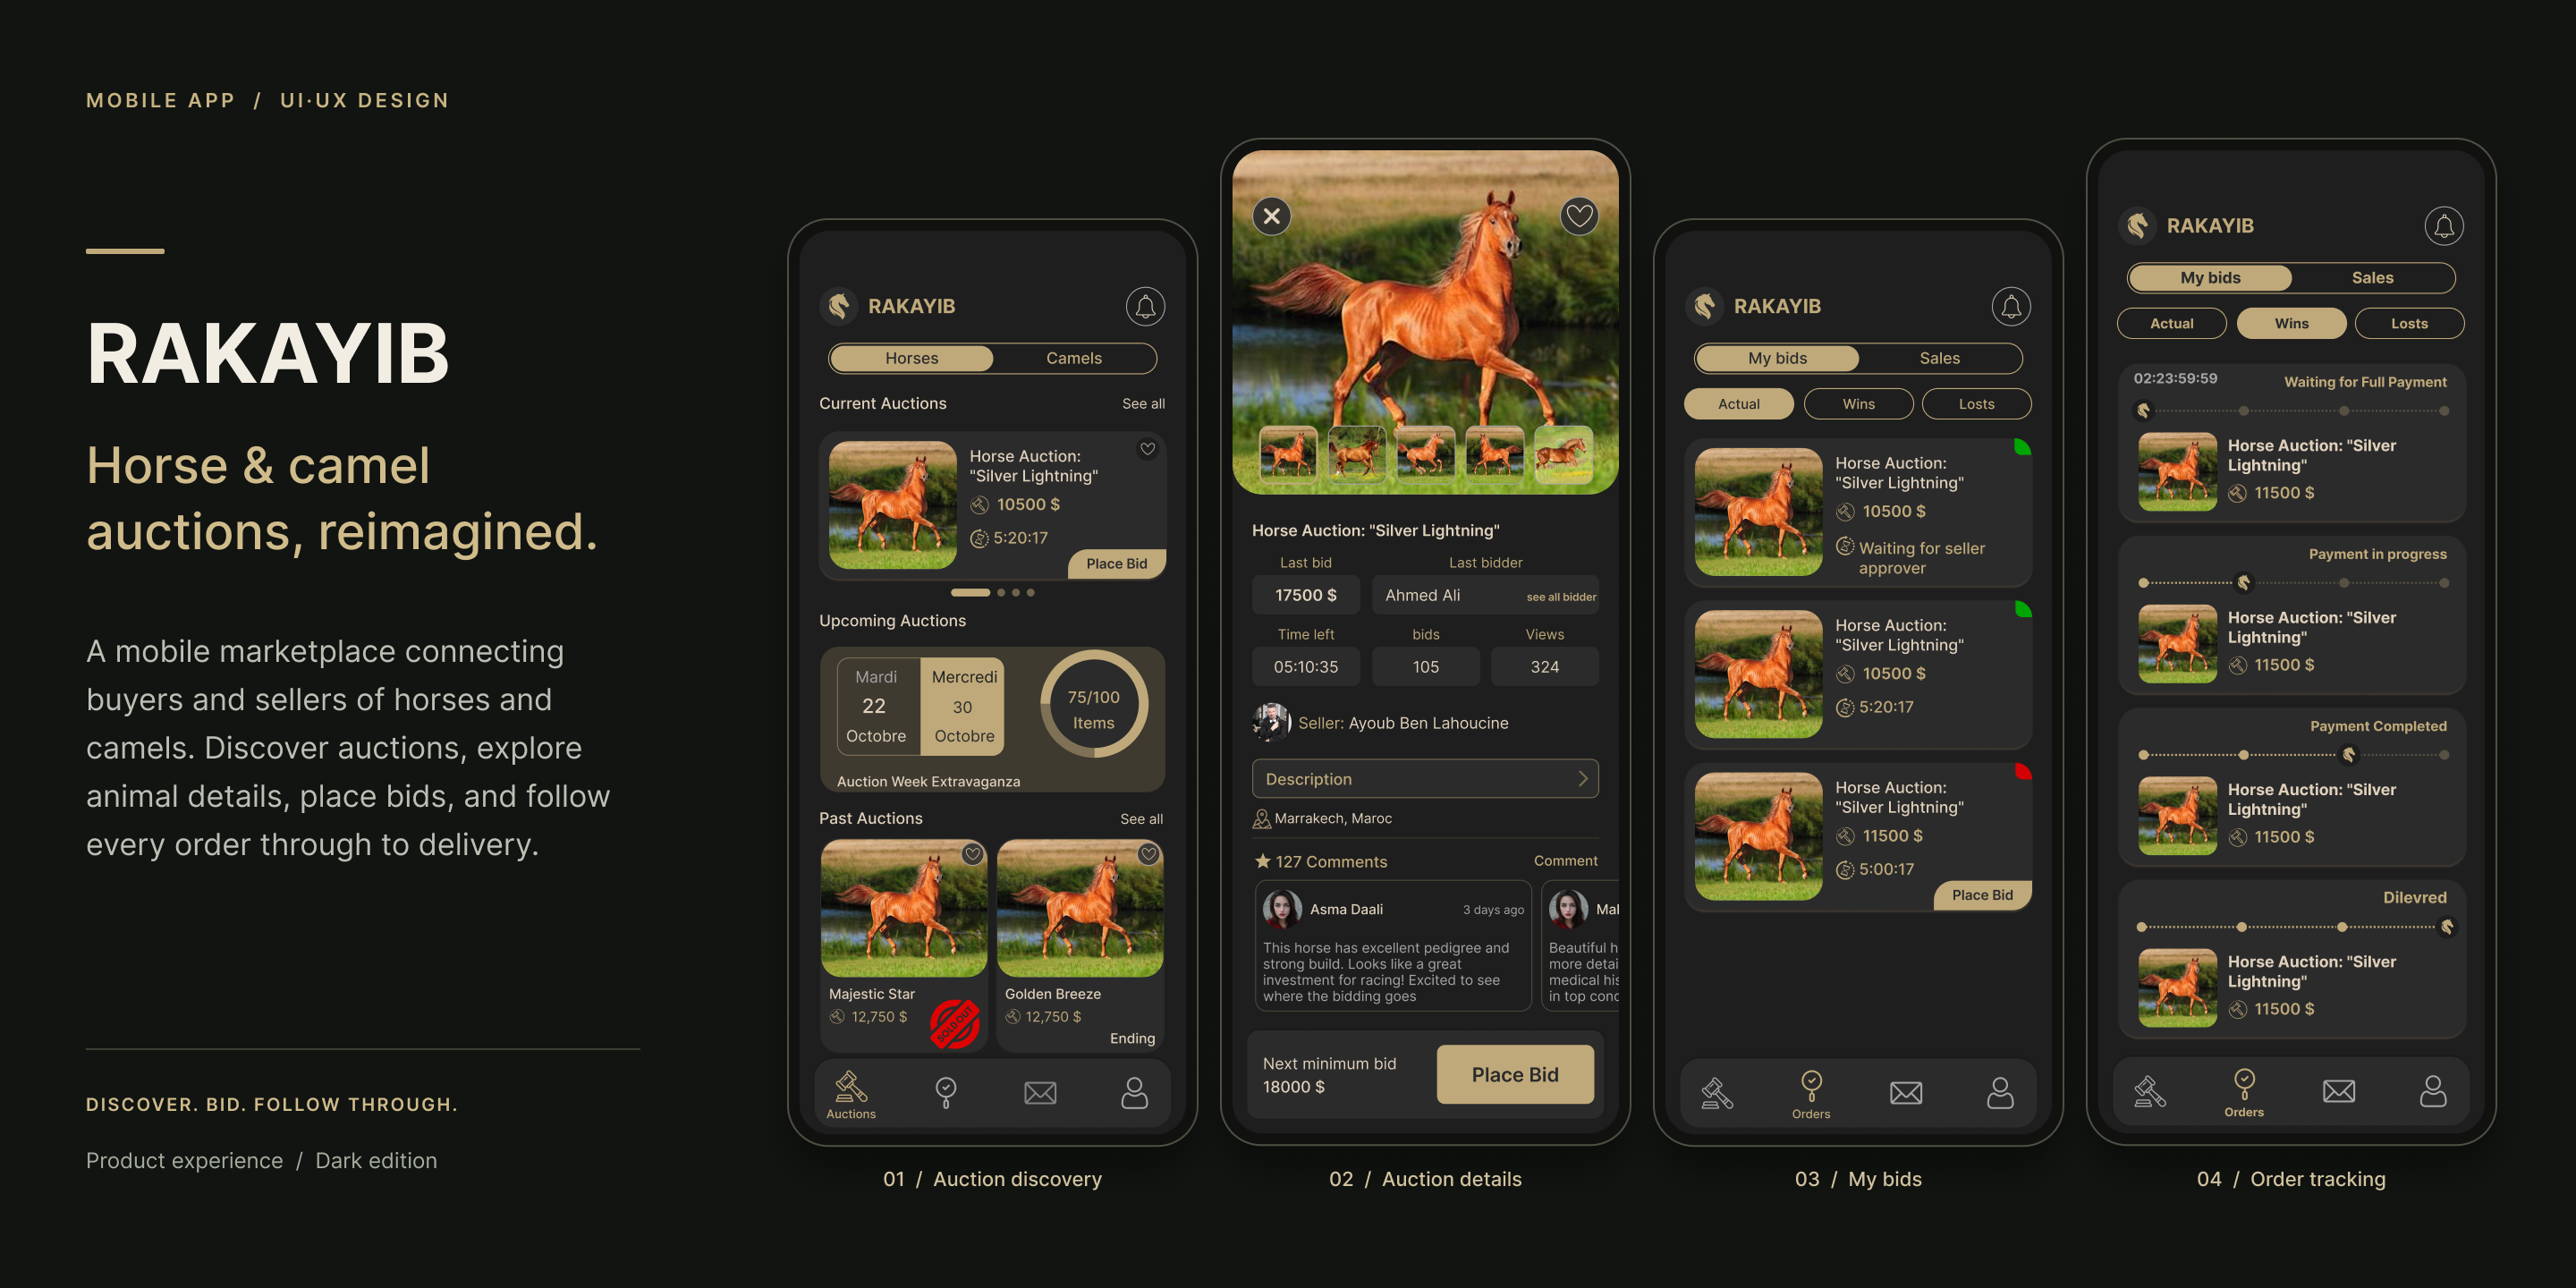 MOBILE APP / UI·UX DESIGN
RAKAYIB
Horse & camel
auctions, reimagined.
A mobile marketplace connecting
buyers and sellers of horses and
camels. Discover auctions, explore
animal details, place bids, and follow
every order through to delivery.
DISCOVER. BID. FOLLOW THROUGH.
Product experience / Dark edition
RAKAYIB
Horses Camels
Current Auctions See all
Horse Auction:
"Silver Lightning"
10500 $
5:20:17
Place Bid
Upcoming Auctions
Mardi Mercredi
22 30
Octobre Octobre
75/100
Items
Auction Week Extravaganza
Past Auctions See all
Majestic Star
12,750 $
SOLD OUT
Golden Breeze
12,750 $
Ending
Auctions
01 / Auction discovery
Horse Auction: "Silver Lightning"
Last bid Last bidder
17500 $ Ahmed Ali see all bidder
Time left bids Views
05:10:35 105 324
Seller: Ayoub Ben Lahoucine
Description
Marrakech, Maroc
127 Comments Comment
Asma Daali 3 days ago
This horse has excellent pedigree and
strong build. Looks like a great
investment for racing! Excited to see
where the bidding goes
Mal
Beautiful h
more detai
medical his
in top cond
Next minimum bid
18000 $
Place Bid
02 / Auction details
RAKAYIB
My bids Sales
Actual Wins Losts
Horse Auction:
"Silver Lightning"
10500 $
Waiting for seller
approver
Horse Auction:
"Silver Lightning"
10500 $
5:20:17
Horse Auction:
"Silver Lightning"
11500 $
5:00:17
Place Bid
Orders
03 / My bids
RAKAYIB
My bids Sales
Actual Wins Losts
02:23:59:59 Waiting for Full Payment
Horse Auction: "Silver
Lightning"
11500 $
Payment in progress
Horse Auction: "Silver
Lightning"
11500 $
Payment Completed
Horse Auction: "Silver
Lightning"
11500 $
Dilevred
Horse Auction: "Silver
Lightning"
11500 $
Orders
04 / Order tracking